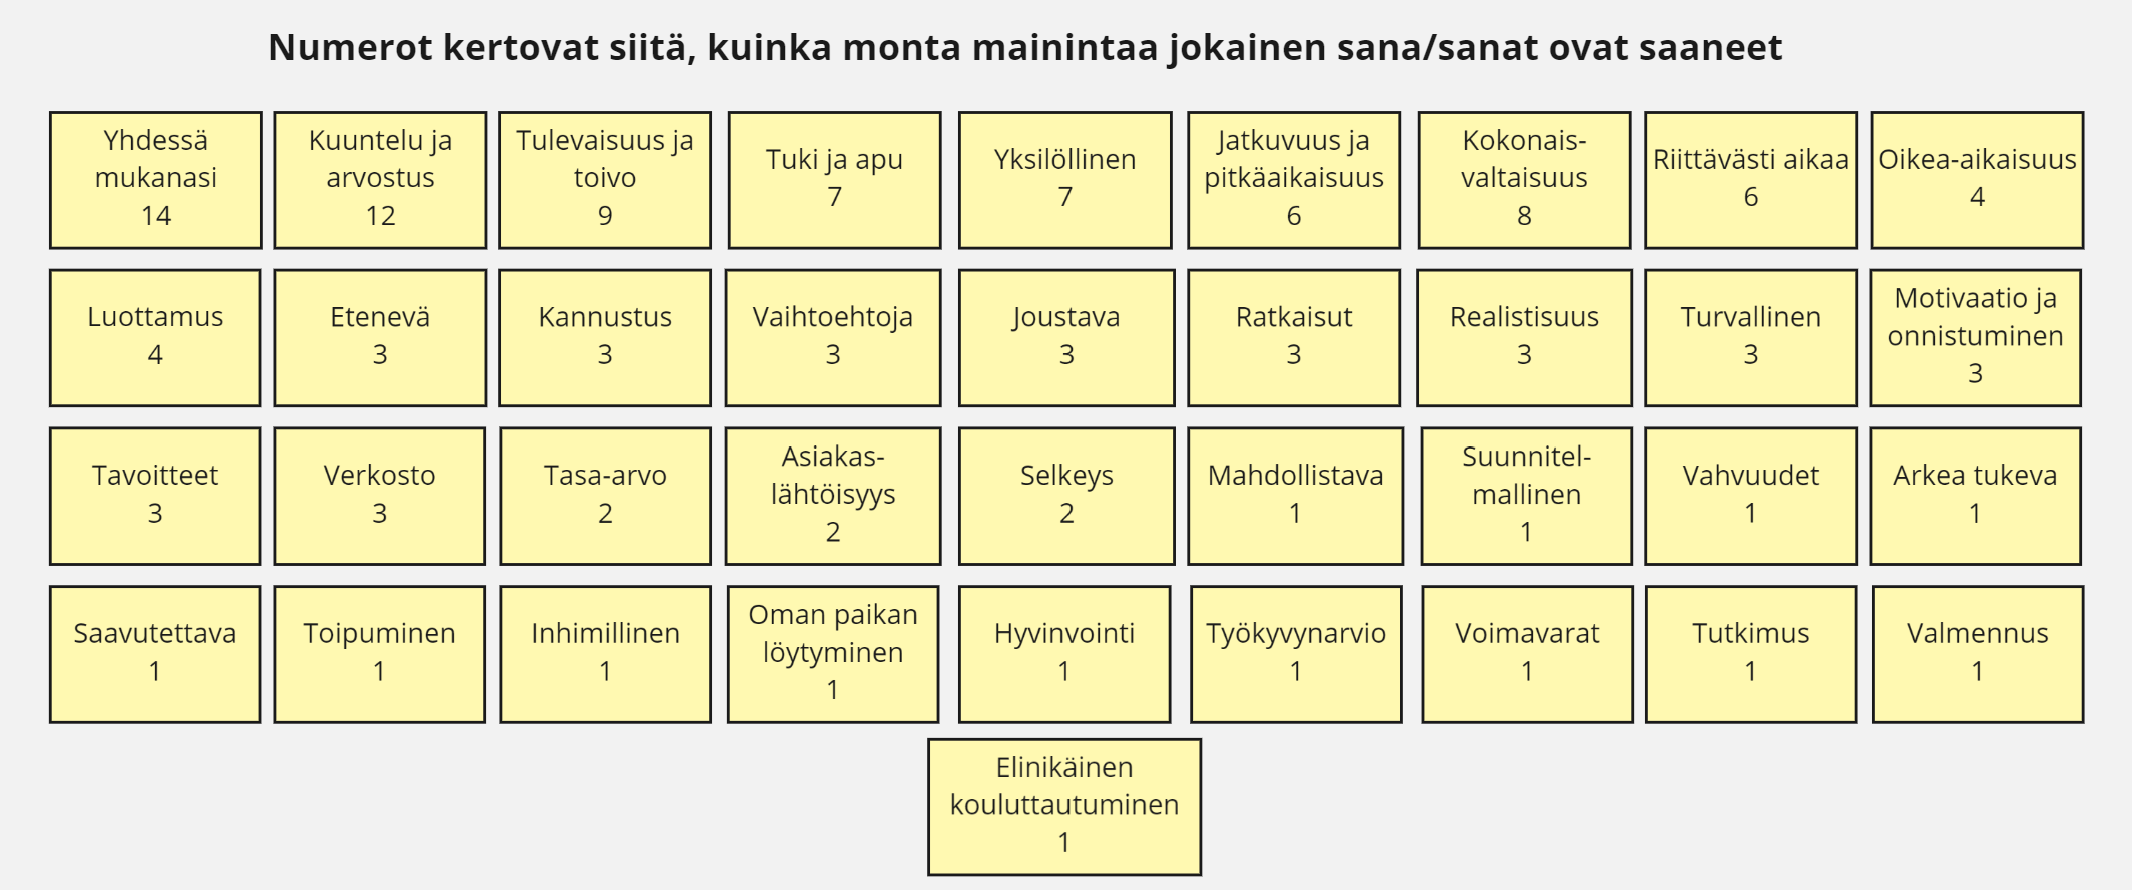 Numerot kertovat siitä, kuinka monta mainintaa jokainen sana/sanat ovat saaneet
Yhdessä
mukanasi
14
Kuuntelu ja
arvostus
12
Tulevaisuus ja
toivo
9
Tuki ja apu
7
Yksilöllinen
7
Jatkuvuus ja
pitkäaikaisuus
6
Kokonais-
valtaisuus
8
Riittävästi aikaa
6
Oikea-aikaisuus
4
Luottamus
4
Etenevä
3
Kannustus
3
Vaihtoehtoja
3
Joustava
3
Ratkaisut
3
Realistisuus
3
Turvallinen
3
Motivaatio ja
onnistuminen
3
Tavoitteet
3
Verkosto
3
Tasa-arvo
2
Asiakas-
lähtöisyys
2
Selkeys
2
Mahdollistava
1
Suunnitel-
mallinen
1
Vahvuudet
1
Arkea tukeva
1
Saavutettava
1
Toipuminen
1
Inhimillinen
1
Oman paikan
löytyminen
1
Hyvinvointi
1
Työkyvynarvio
1
Voimavarat
1
Tutkimus
1
Valmennus
1
Elinikäinen
kouluttautuminen
1